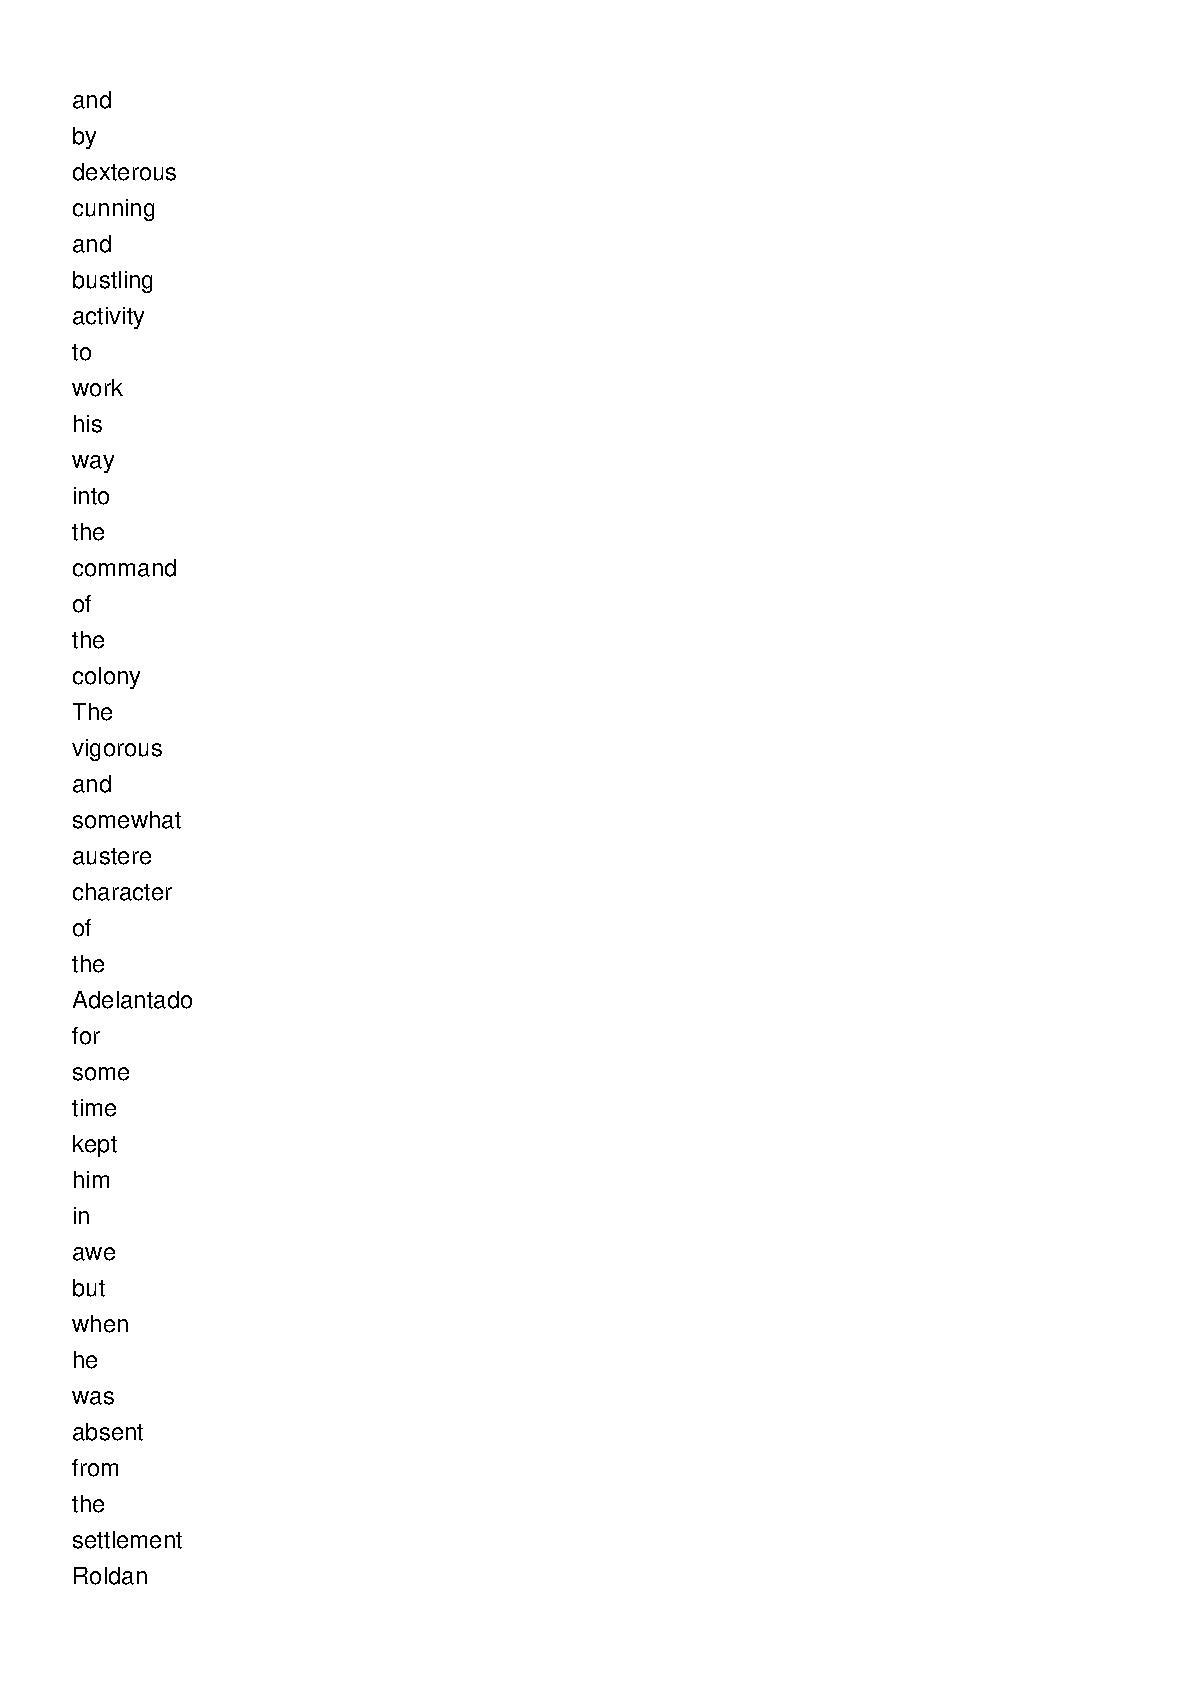 and
by
dexterous
cunning
and
bustling
activity
to
work
his
way
into
the
command
of
the
colony
The
vigorous
and
somewhat
austere
character
of
the
Adelantado
for
some
time
kept
him
in
awe
but
when
he
was
absent
from
the
settlement
Roldan